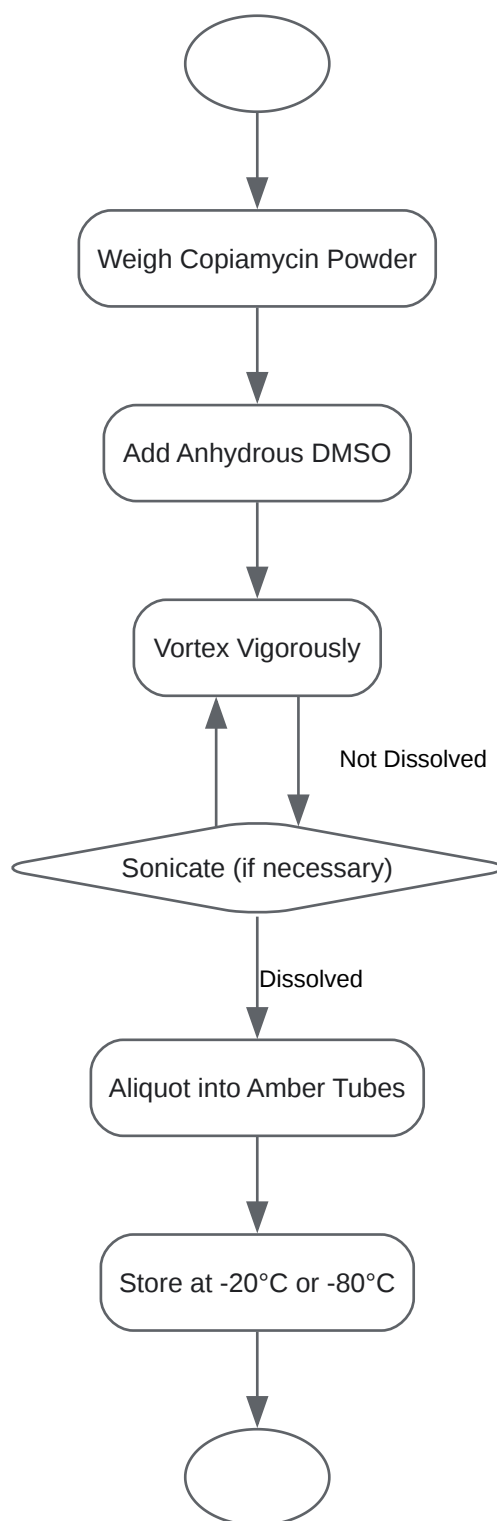 Weigh Copiamycin Powder
Add Anhydrous DMSO
Vortex Vigorously
Not Dissolved
Sonicate (if necessary)
Dissolved
Aliquot into Amber Tubes
Store at -20°C or -80°C